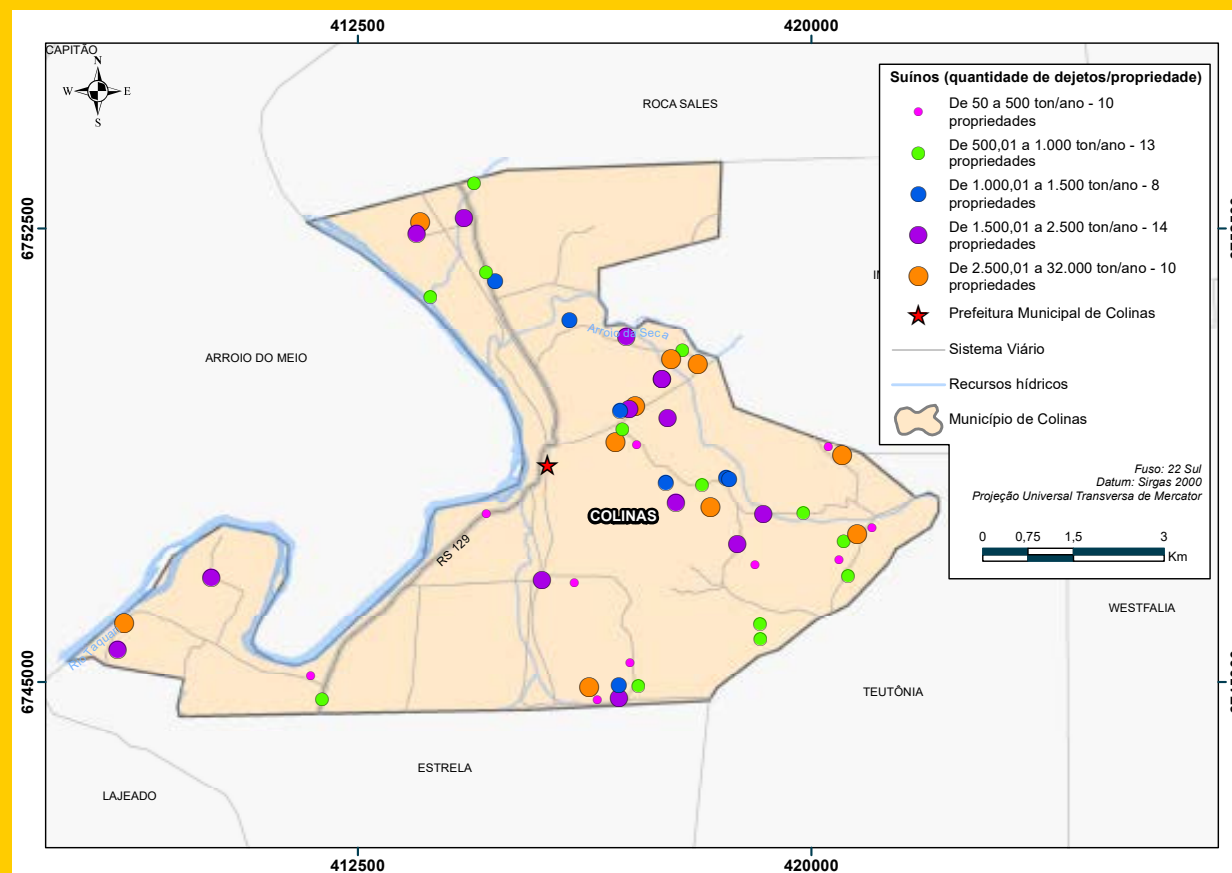 412500
420000
CAPITÃO
N
W
E
S
ROCA SALES
Suínos (quantidade de dejetos/propriedade)
De 50 a 500 ton/ano - 10
propriedades
De 500,01 a 1.000 ton/ano - 13
propriedades
De 1.000,01 a 1.500 ton/ano - 8
propriedades
De 1.500,01 a 2.500 ton/ano - 14
propriedades
De 2.500,01 a 32.000 ton/ano - 10
propriedades
Prefeitura Municipal de Colinas
Sistema Viário
Recursos hídricos
Município de Colinas
Fuso: 22 Sul
Datum: Sirgas 2000
Projeção Universal Transversa de Mercator
0 0,75 1,5 3
Km
6752500
ARROIO DO MEIO
Arroio da Seca
COLINAS
RS 129
Rio
6745000
WESTFALIA
TEUTÔNIA
ESTRELA
LAJEADO
412500
420000